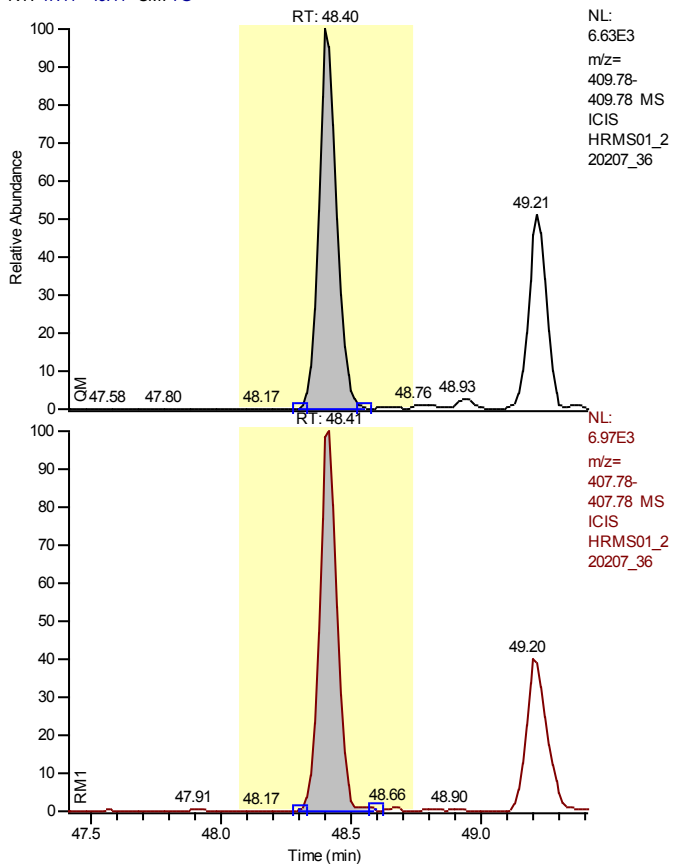 RT: 48.40
NL:
6.63E3
m/z=
409.78-
409.78 MS
ICIS
HRMS01_2
20207_36
100
90
80
70
60
50
40
30
20
10
0
Relative Abundance
QM
47.58
47.80
48.17
48.76
48.93
49.21
RT: 48.41
NL:
6.97E3
m/z=
407.78-
407.78 MS
ICIS
HRMS01_2
20207_36
100
90
80
70
60
50
40
30
20
10
0
RM1
47.91
48.17
48.66
48.90
49.20
47.5 48.0 48.5 49.0
Time (min)